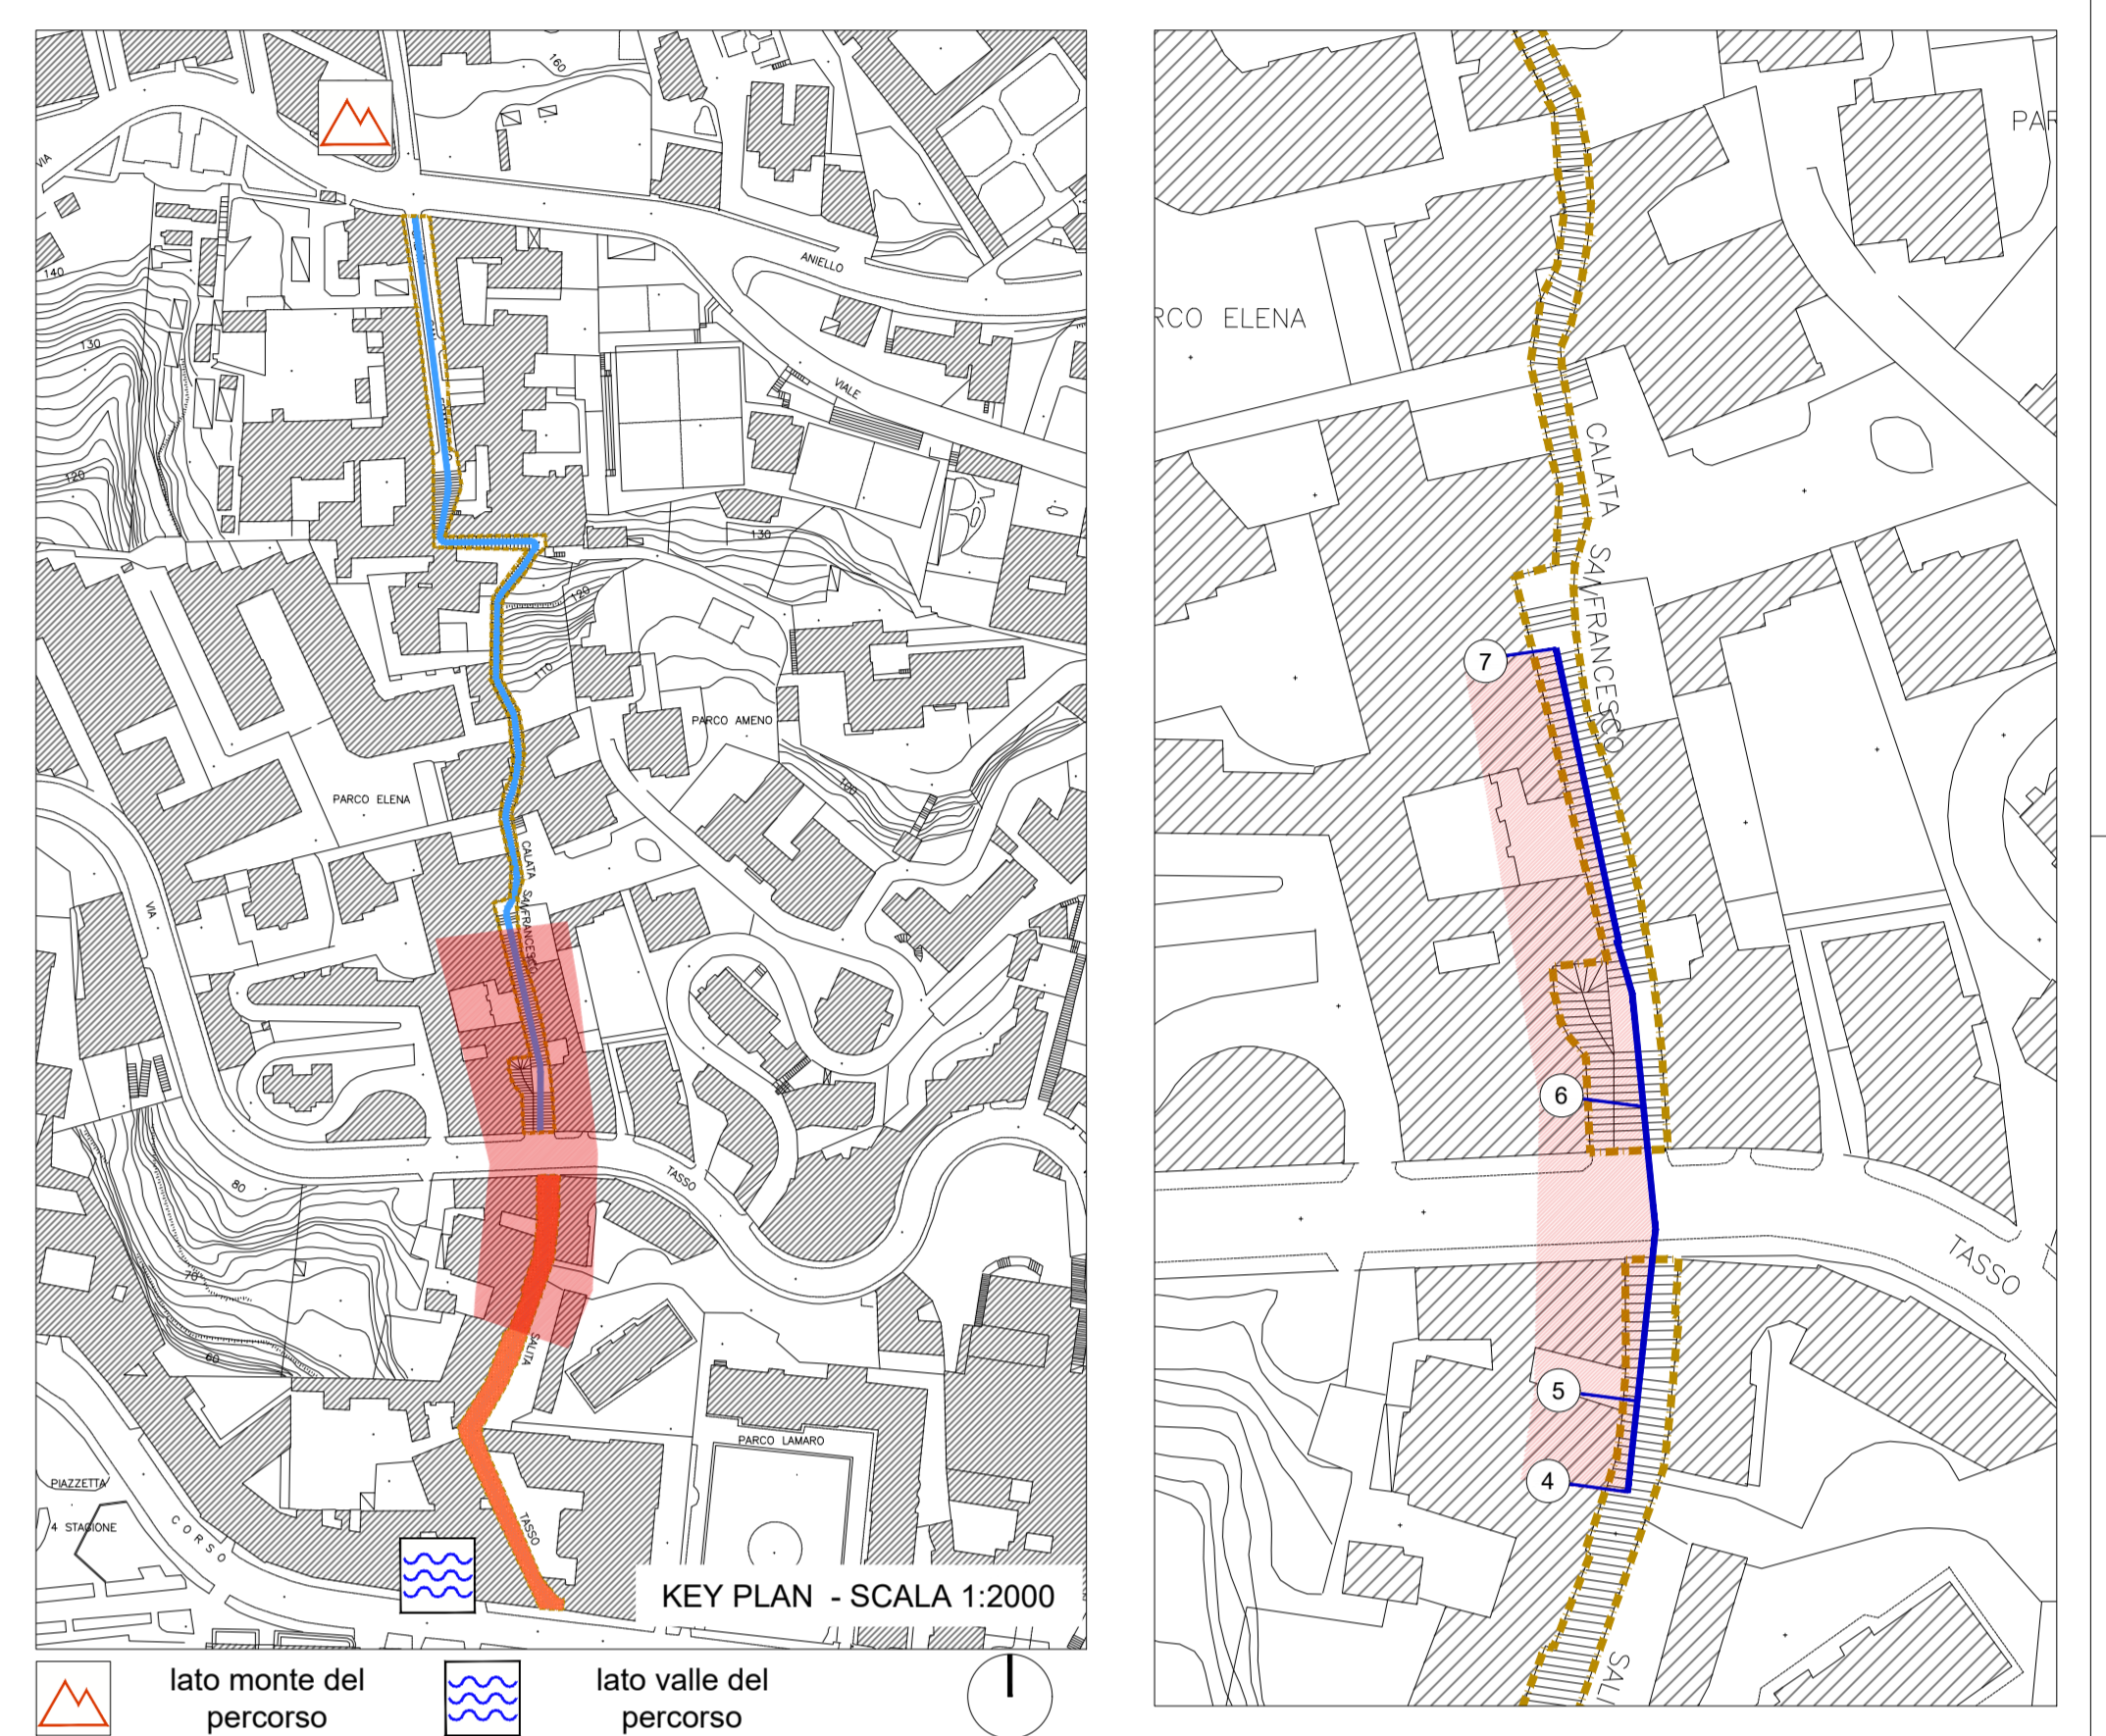 160
VIA
140
ANIELLO
130
VIALE
120
130
120
110
PARCO AMENO
100
PARCO ELENA
CALATA SANFRANCESCO
VIA
TASSO
80
70
60
SALITA
PARCO LAMARO
PIAZZETTA
4 STAGIONE
CORSO
TASSO
KEY PLAN - SCALA 1:2000
lato monte del
percorso
lato valle del
percorso
PAR
RCO ELENA
CALATA SANFRANCESCO
7
6
TASSO
5
4
SALI